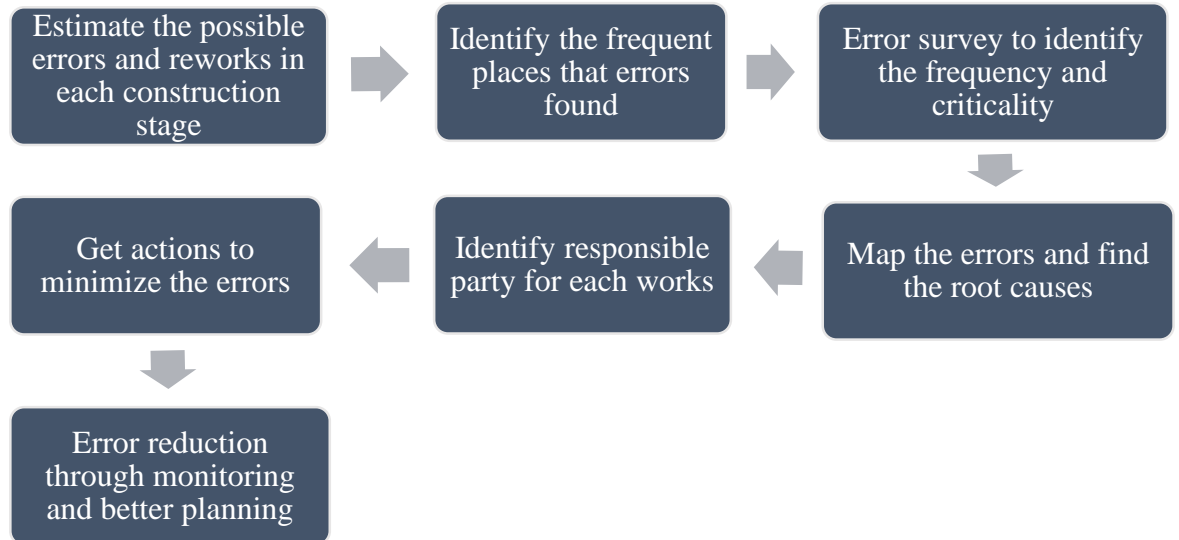 Estimate the possible
errors and reworks in
each construction
stage
Identify the frequent
places that errors
found
Error survey to identify
the frequency and
criticality
Map the errors and find
the root causes
Identify responsible
party for each works
Get actions to
minimize the errors
Error reduction
through monitoring
and better planning